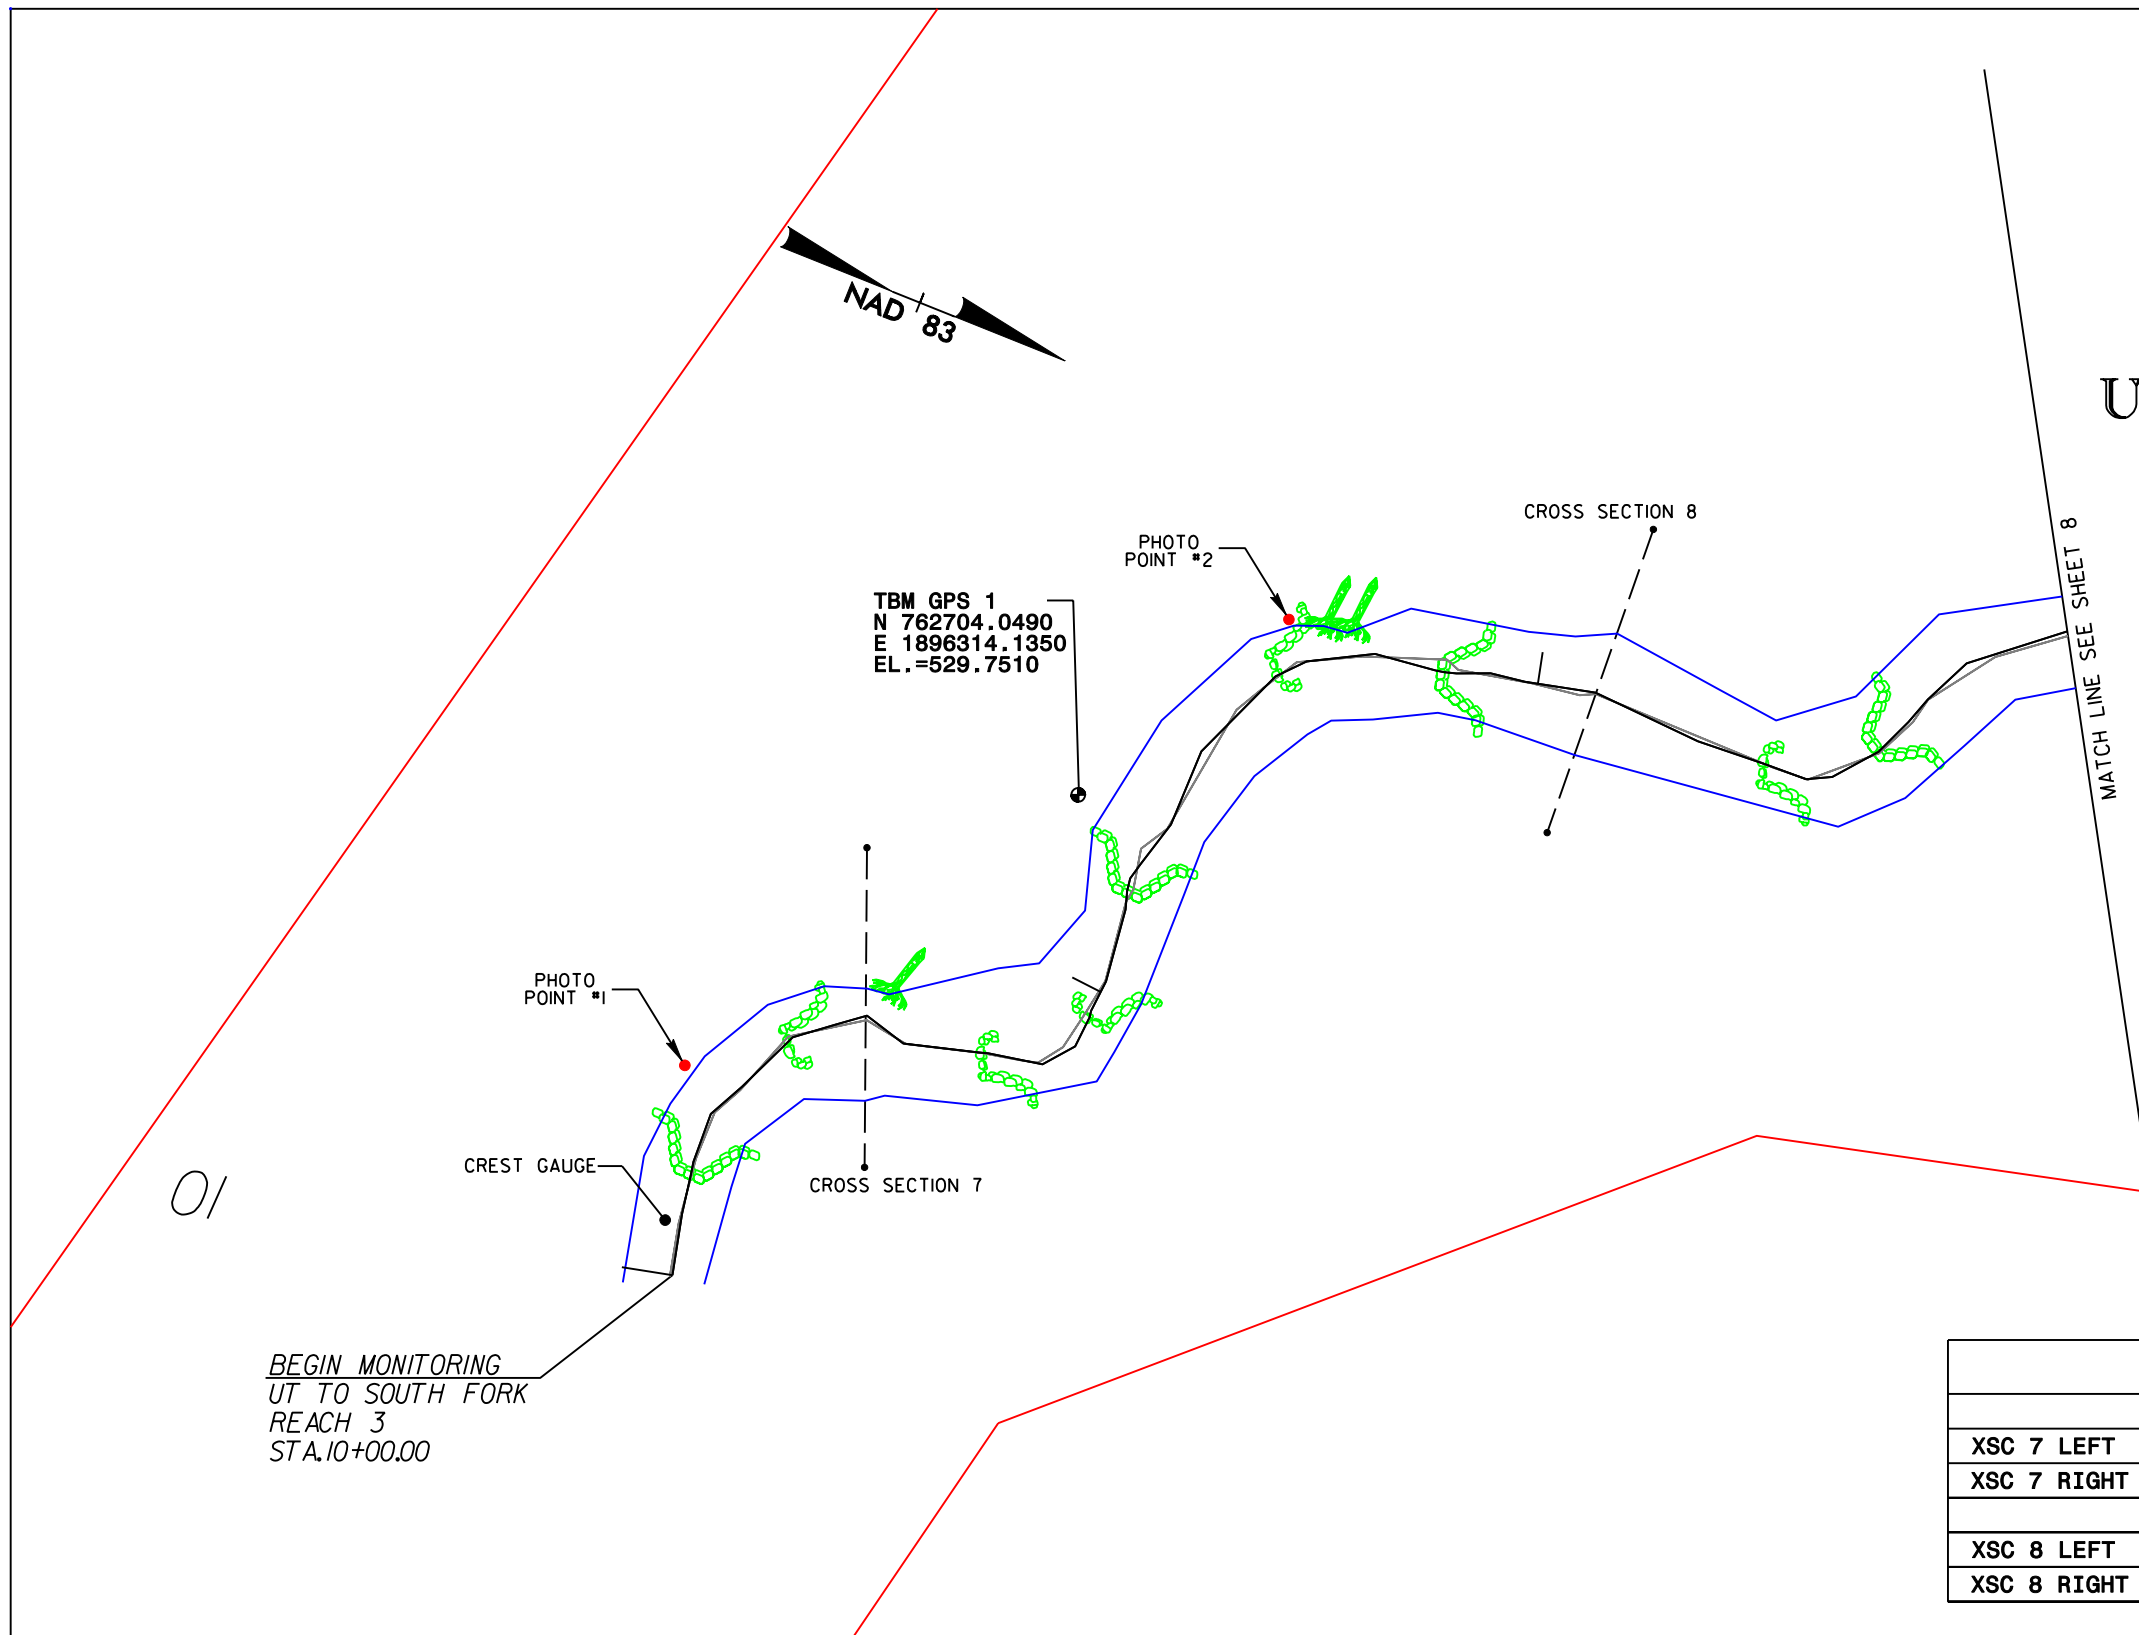 NAD 83
U
CROSS SECTION 8
PHOTO
POINT #2
TBM GPS 1
N 762704.0490
E 1896314.1350
EL.=529.7510
MATCH LINE SEE SHEET 8
PHOTO
POINT #1
CREST GAUGE
CROSS SECTION 7
10
BEGIN MONITORING
UT TO SOUTH FORK
REACH 3
STA.10+00.00
XSC 7 LEFT
XSC 7 RIGHT
XSC 8 LEFT
XSC 8 RIGHT